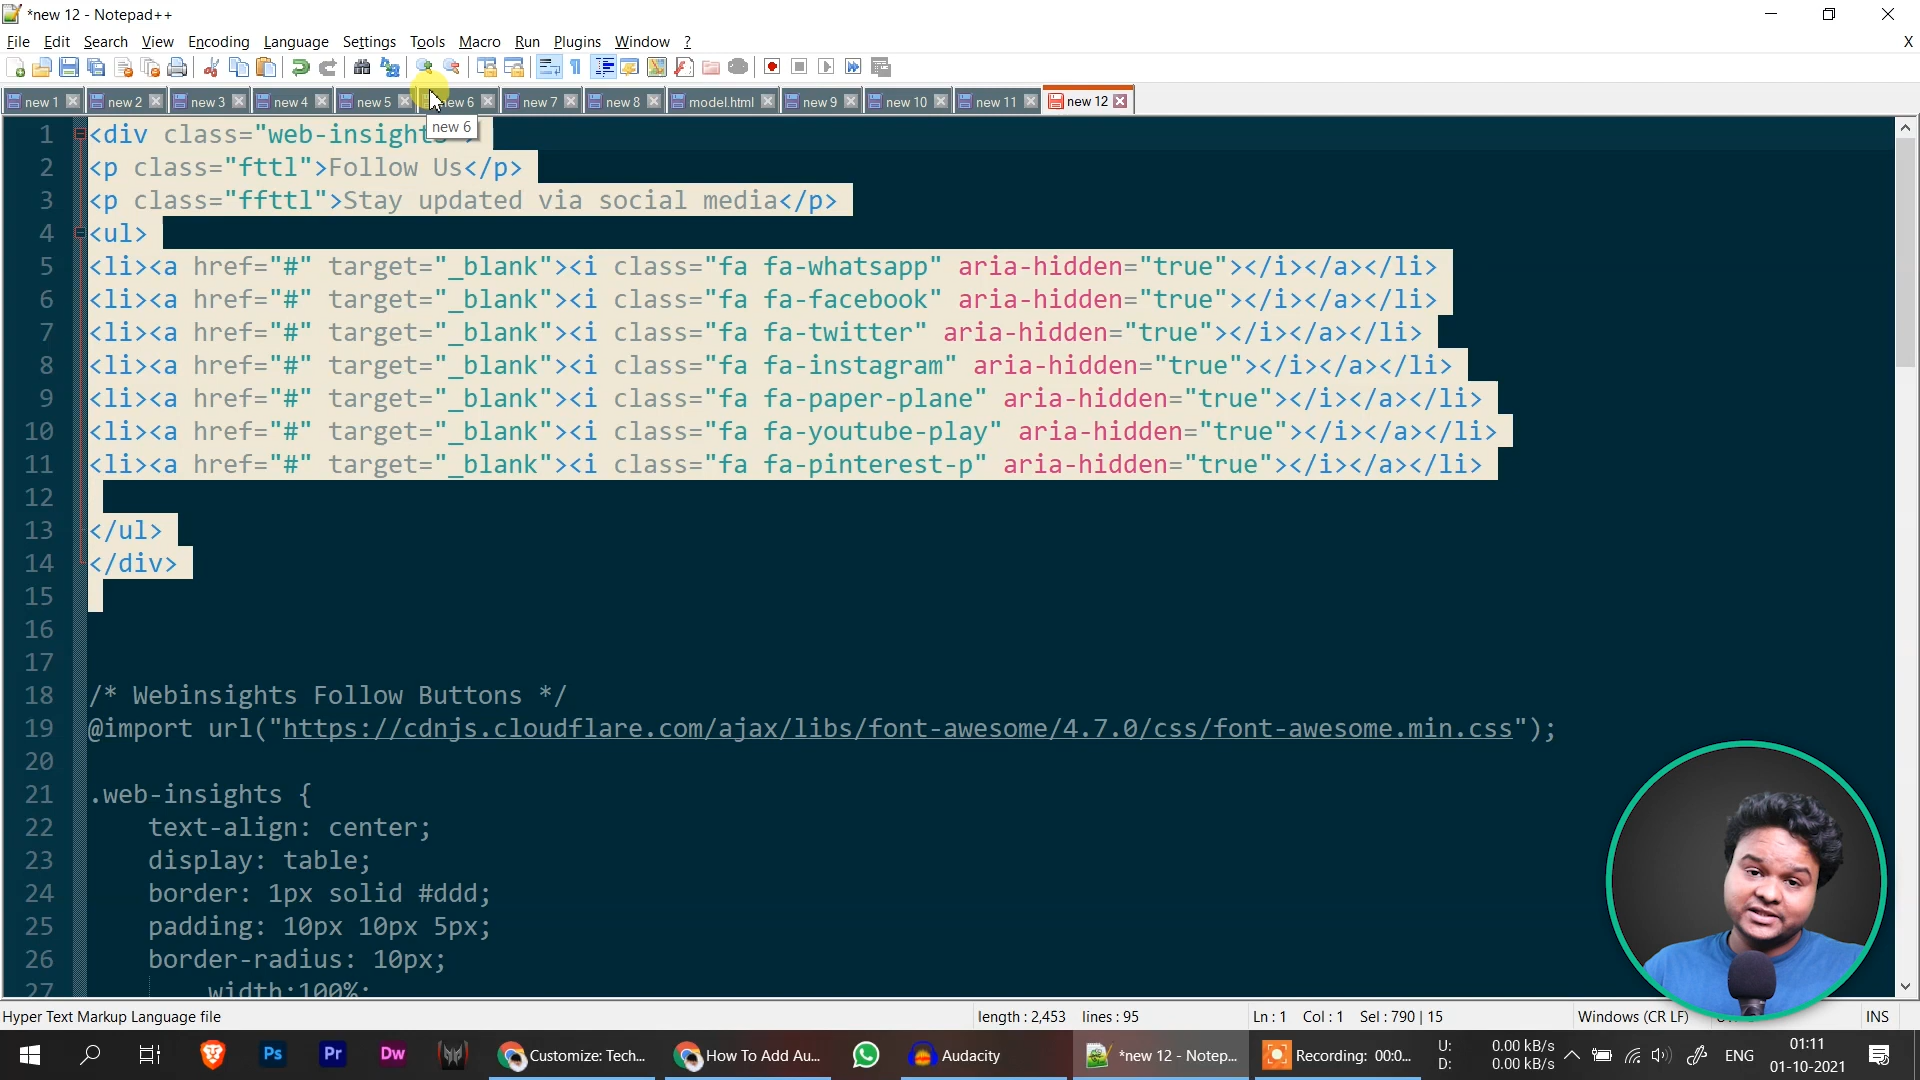 *new 12 - Notepad++
File Edit Search View Encoding Language Settings Tools Macro Run Plugins Window ? X
new 1 new 2 new 3 new 4 new 5 new 6 new 7 new 8 model.html new 9 new 10 new 11 new 12
new 6
1 <div class="web-insights">
2 <p class="fttl">Follow Us</p>
3 <p class="ffttl">Stay updated via social media</p>
4 <ul>
5 <li><a href="#" target="_blank"><i class="fa fa-whatsapp" aria-hidden="true"></i></a></li>
6 <li><a href="#" target="_blank"><i class="fa fa-facebook" aria-hidden="true"></i></a></li>
7 <li><a href="#" target="_blank"><i class="fa fa-twitter" aria-hidden="true"></i></a></li>
8 <li><a href="#" target="_blank"><i class="fa fa-instagram" aria-hidden="true"></i></a></li>
9 <li><a href="#" target="_blank"><i class="fa fa-paper-plane" aria-hidden="true"></i></a></li>
10 <li><a href="#" target="_blank"><i class="fa fa-youtube-play" aria-hidden="true"></i></a></li>
11 <li><a href="#" target="_blank"><i class="fa fa-pinterest-p" aria-hidden="true"></i></a></li>
12
13 </ul>
14 </div>
15
16
17
18 /* Webinsights Follow Buttons */
19 @import url("https://cdnjs.cloudflare.com/ajax/libs/font-awesome/4.7.0/css/font-awesome.min.css");
20
21 .web-insights {
22 text-align: center;
23 display: table;
24 border: 1px solid #ddd;
25 padding: 10px 10px 5px;
26 border-radius: 10px;
27 width:100%;
Hyper Text Markup Language file length : 2,453 lines : 95 Ln : 1 Col : 1 Sel : 790 | 15 Windows (CR LF) INS
Ps Pr Dw Customize: Tech... How To Add Au... Audacity *new 12 - Notep... Recording: 00:0... U: 0.00 kB/s ENG 01:11
D: 0.00 kB/s 01-10-2021